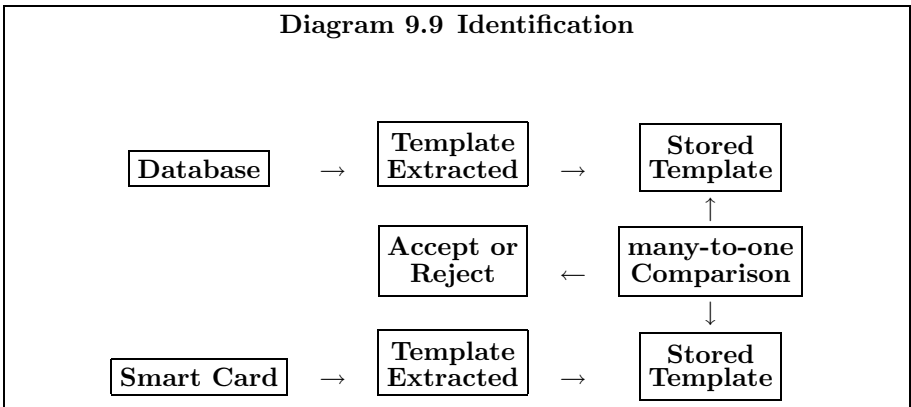 Diagram 9.9 Identification
Template
Extracted
Stored
Template
Database → →
↑
Accept or
Reject
many-to-one
Comparison
←
↓
Template
Extracted
Stored
Template
Smart Card → →